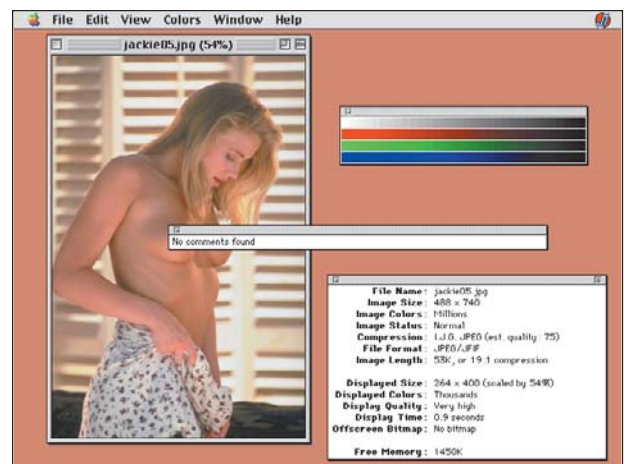 File Edit View Colors Window Help
jackie05.jpg (54%)
No comments found
File Name: jackie05.jpg
Image Size: 488 x 740
Image Colors: Millions
Image Status: Normal
Compression: I.J.G. JPEG (est. quality: 75)
File Format: JPEG/JFIF
Image Length: 53K, or 19:1 compression
Displayed Size: 264 x 400 (scaled by 54%)
Displayed Colors: Thousands
Display Quality: Very high
Display Time: 0.9 seconds
Offscreen Bitmap: No bitmap
Free Memory: 1450K